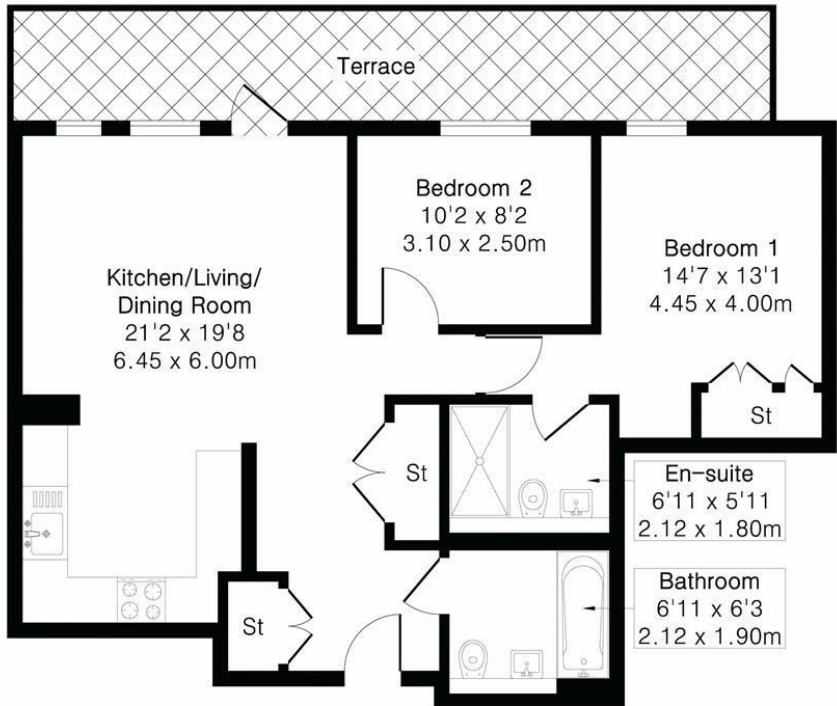 Terrace
Bedroom 2
10'2 x 8'2
3.10 x 2.50m
Bedroom 1
14'7 x 13'1
4.45 x 4.00m
Kitchen/Living/
Dining Room
21'2 x 19'8
6.45 x 6.00m
St
St
En-suite
6'11 x 5'11
2.12 x 1.80m
Bathroom
6'11 x 6'3
2.12 x 1.90m
St